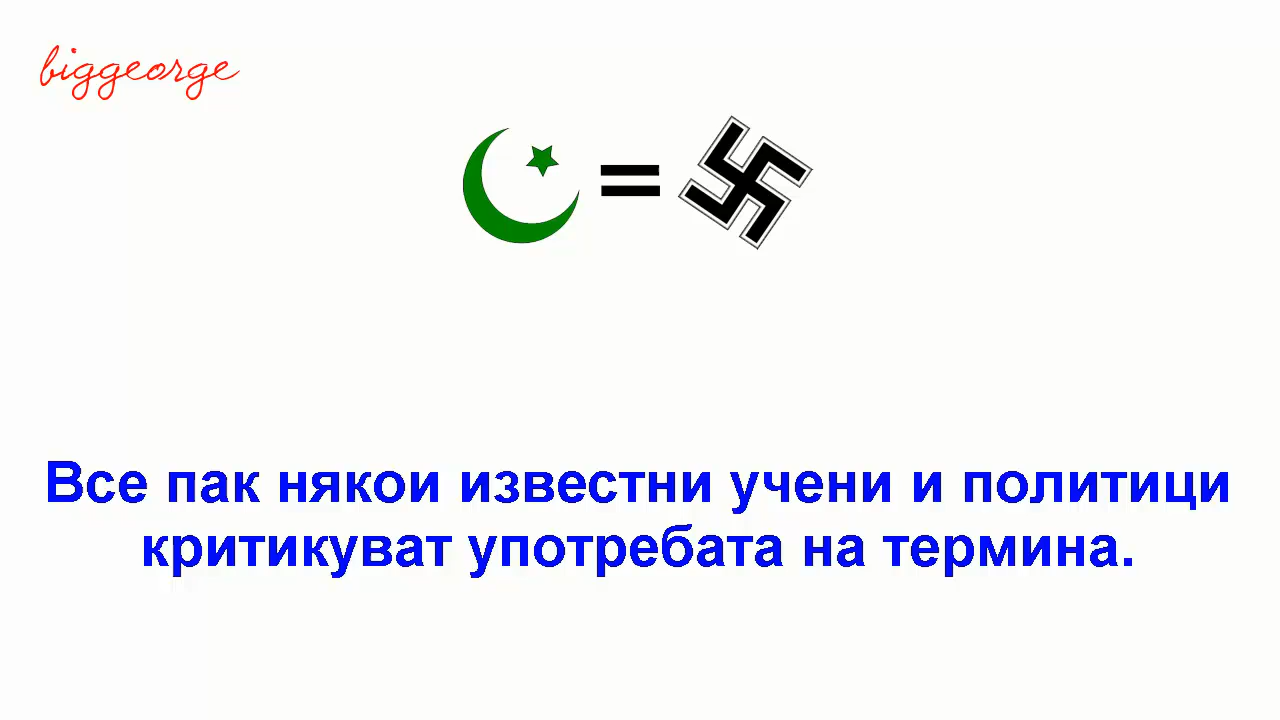 biggeorge
=
Все пак някои известни учени и политици
критикуват употребата на термина.